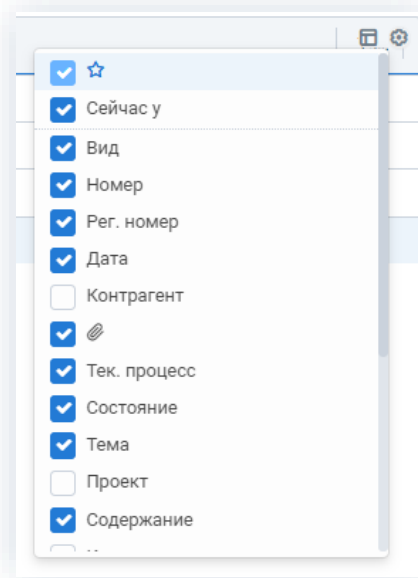 Сейчас у
Вид
Номер
Рег. номер
Дата
Контрагент
Тек. процесс
Состояние
Тема
Проект
Содержание